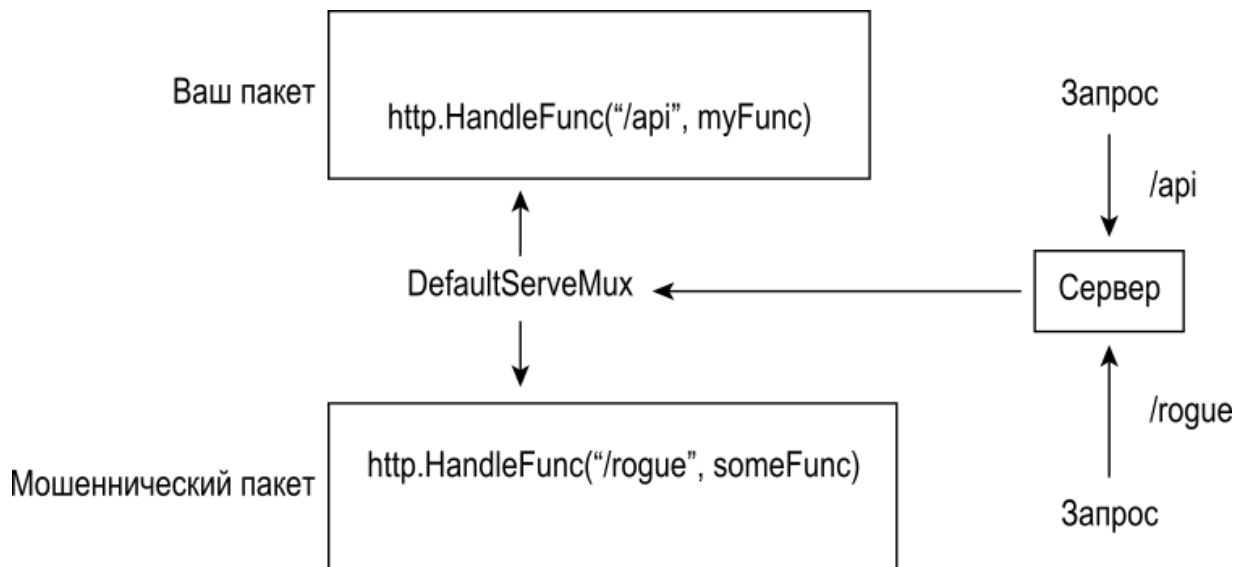 Ваш пакет
http.HandleFunc(“/api”, myFunc)
Запрос
/api
DefaultServeMux
Сервер
/rogue
Мошеннический пакет
http.HandleFunc(“/rogue”, someFunc)
Запрос